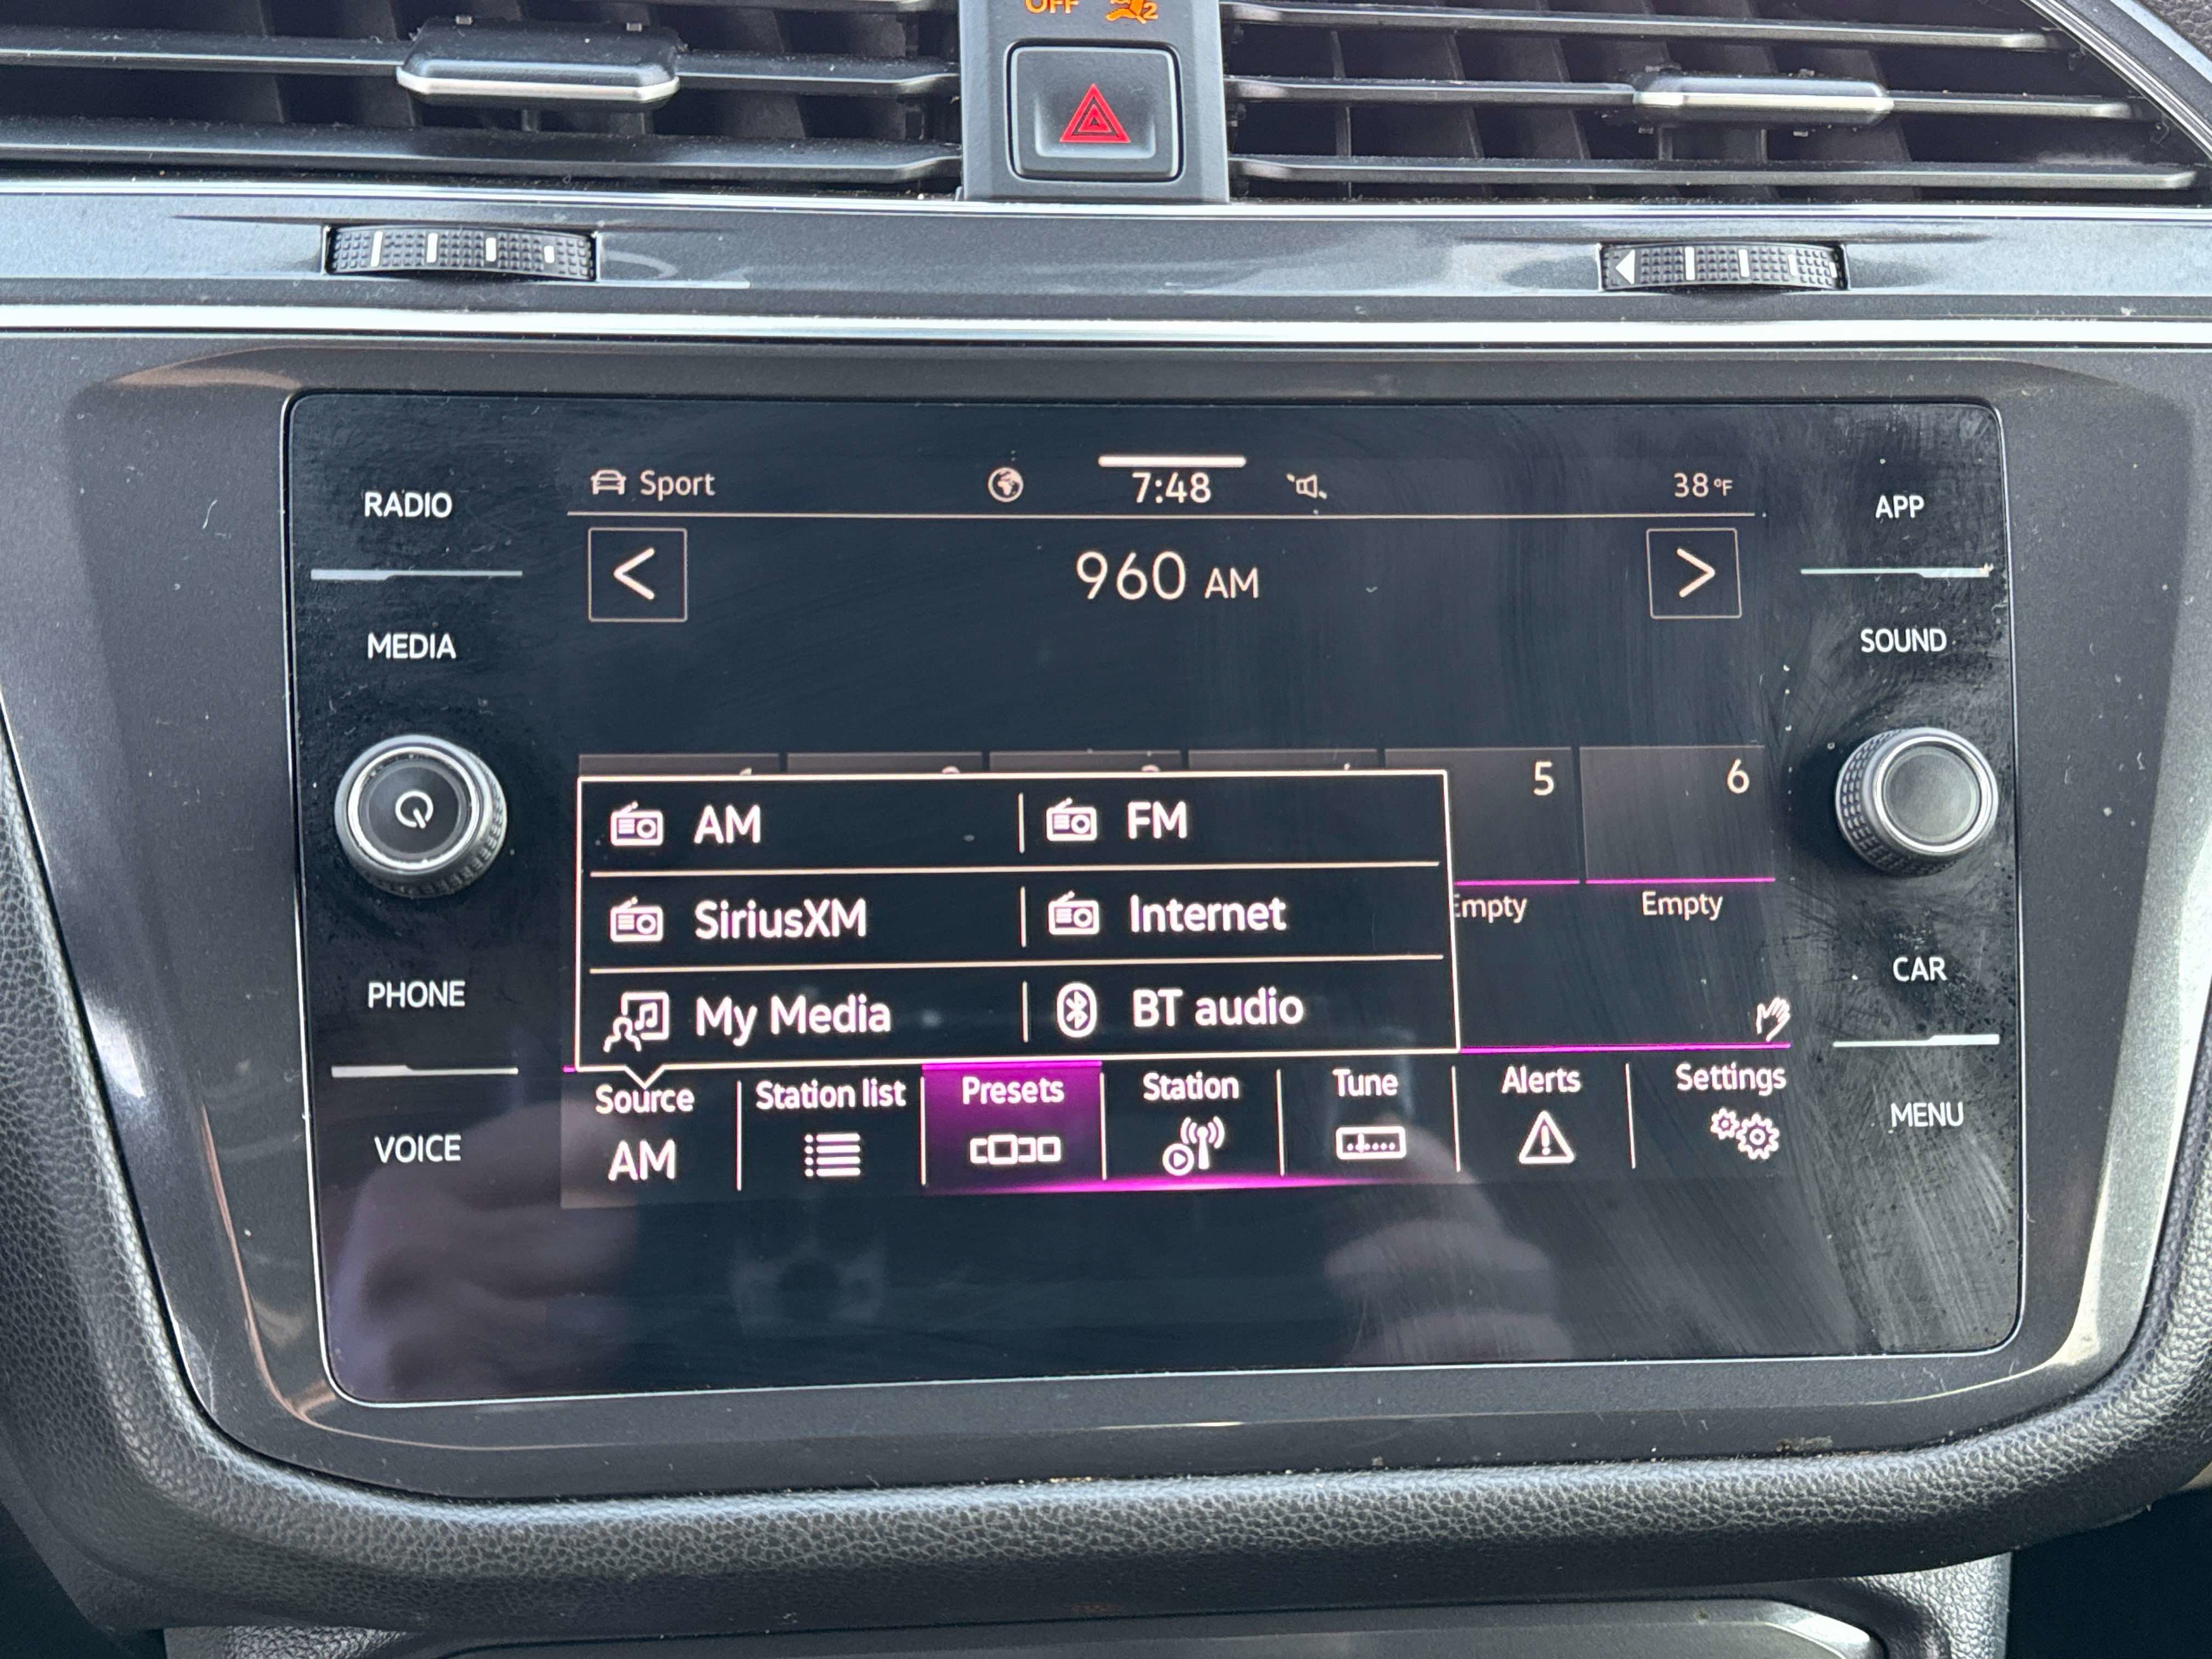 OFF
RADIO
MEDIA
PHONE
VOICE
Sport
7:48
38°F
<
960 AM
>
5
6
AM
FM
SiriusXM
Internet
My Media
BT audio
Empty
Empty
Source
AM
Station list
Presets
Station
Tune
Alerts
Settings
APP
SOUND
CAR
MENU